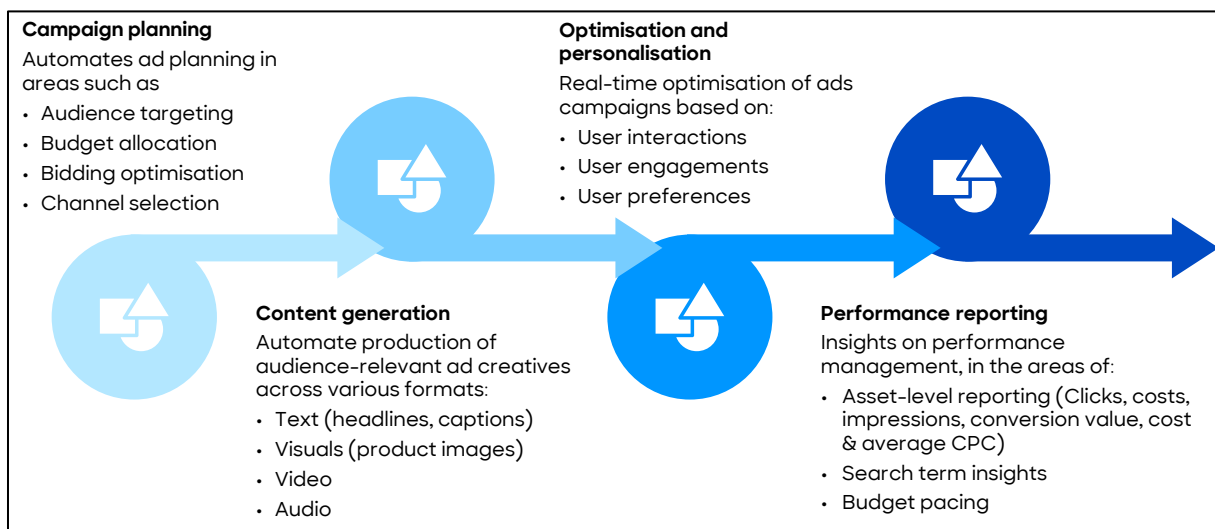 Campaign planning
Automates ad planning in
areas such as
• Audience targeting
• Budget allocation
• Bidding optimisation
• Channel selection
Content generation
Automate production of
audience-relevant ad creatives
across various formats:
• Text (headlines, captions)
• Visuals (product images)
• Video
• Audio
Optimisation and
personalisation
Real-time optimisation of ads
campaigns based on:
• User interactions
• User engagements
• User preferences
Performance reporting
Insights on performance
management, in the areas of:
• Asset-level reporting (Clicks, costs,
impressions, conversion value, cost
& average CPC)
• Search term insights
• Budget pacing